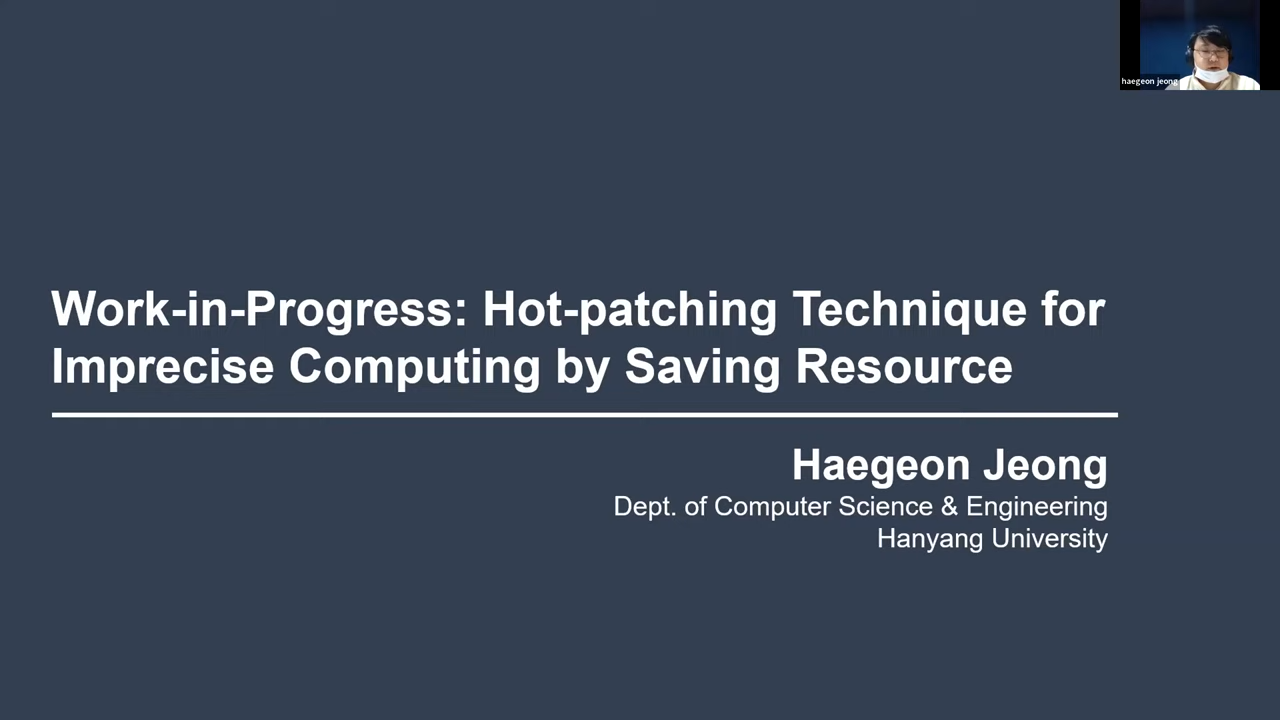 haegeon jeong
Work-in-Progress: Hot-patching Technique for
Imprecise Computing by Saving Resource
Haegeon Jeong
Dept. of Computer Science & Engineering
Hanyang University